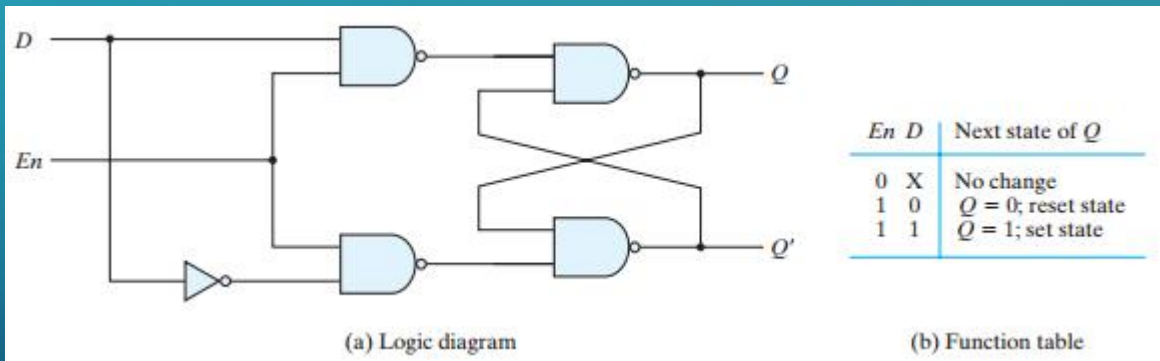 D
En
Q
Q'
(a) Logic diagram
En D Next state of Q
0 X No change
1 0 Q = 0; reset state
1 1 Q = 1; set state
(b) Function table